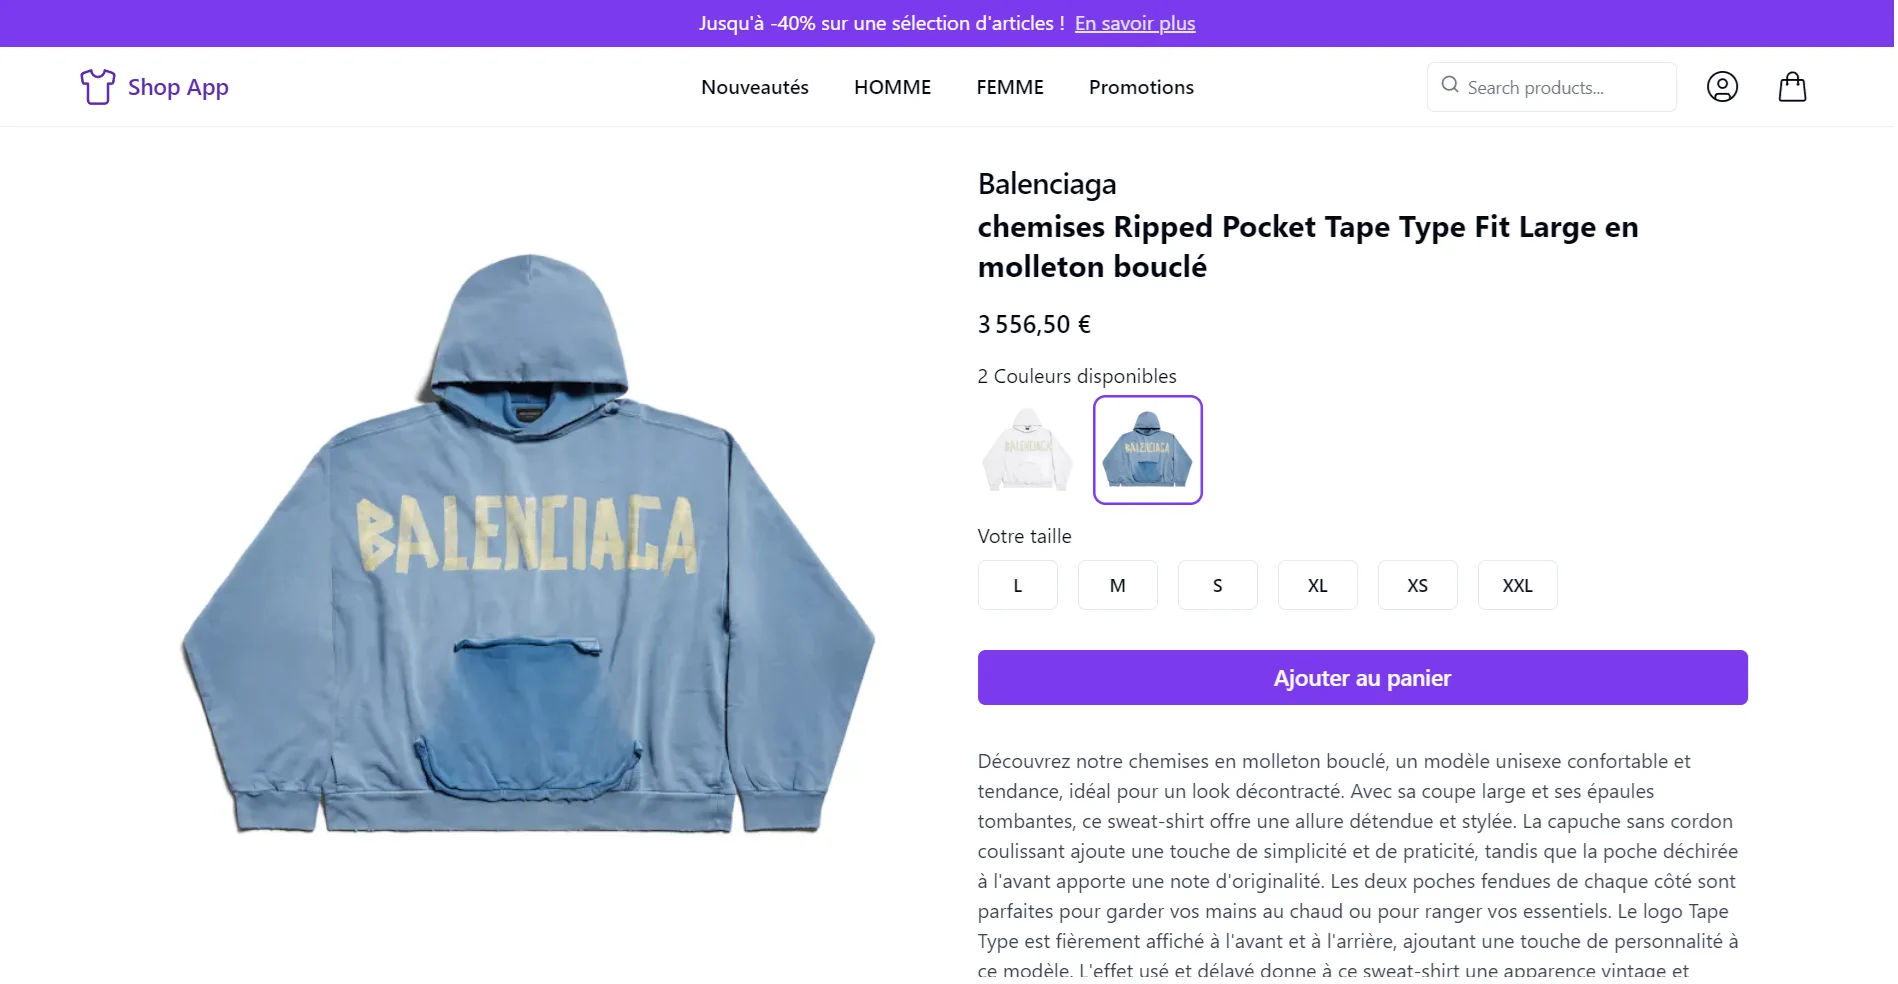 Jusqu'à -40% sur une sélection d'articles ! En savoir plus
Shop App
Nouveautés
HOMME
FEMME
Promotions
Search products...
Balenciaga
chemises Ripped Pocket Tape Type Fit Large en
molleton bouclé
3 556,50 €
2 Couleurs disponibles
BALENCIAGA
BALENCIAGA
BALENCIAGA
Votre taille
L
M
S
XL
XS
XXL
Ajouter au panier
Découvrez notre chemises en molleton bouclé, un modèle unisexe confortable et
tendance, idéal pour un look décontracté. Avec sa coupe large et ses épaules
tombantes, ce sweat-shirt offre une allure détendue et stylée. La capuche sans cordon
coulissant ajoute une touche de simplicité et de praticité, tandis que la poche déchirée
à l'avant apporte une note d'originalité. Les deux poches fendues de chaque côté sont
parfaites pour garder vos mains au chaud ou pour ranger vos essentiels. Le logo Tape
Type est fièrement affiché à l'avant et à l'arrière, ajoutant une touche de personnalité à
ce modèle. L'effet usé et délavé donne à ce sweat-shirt une apparence vintage et